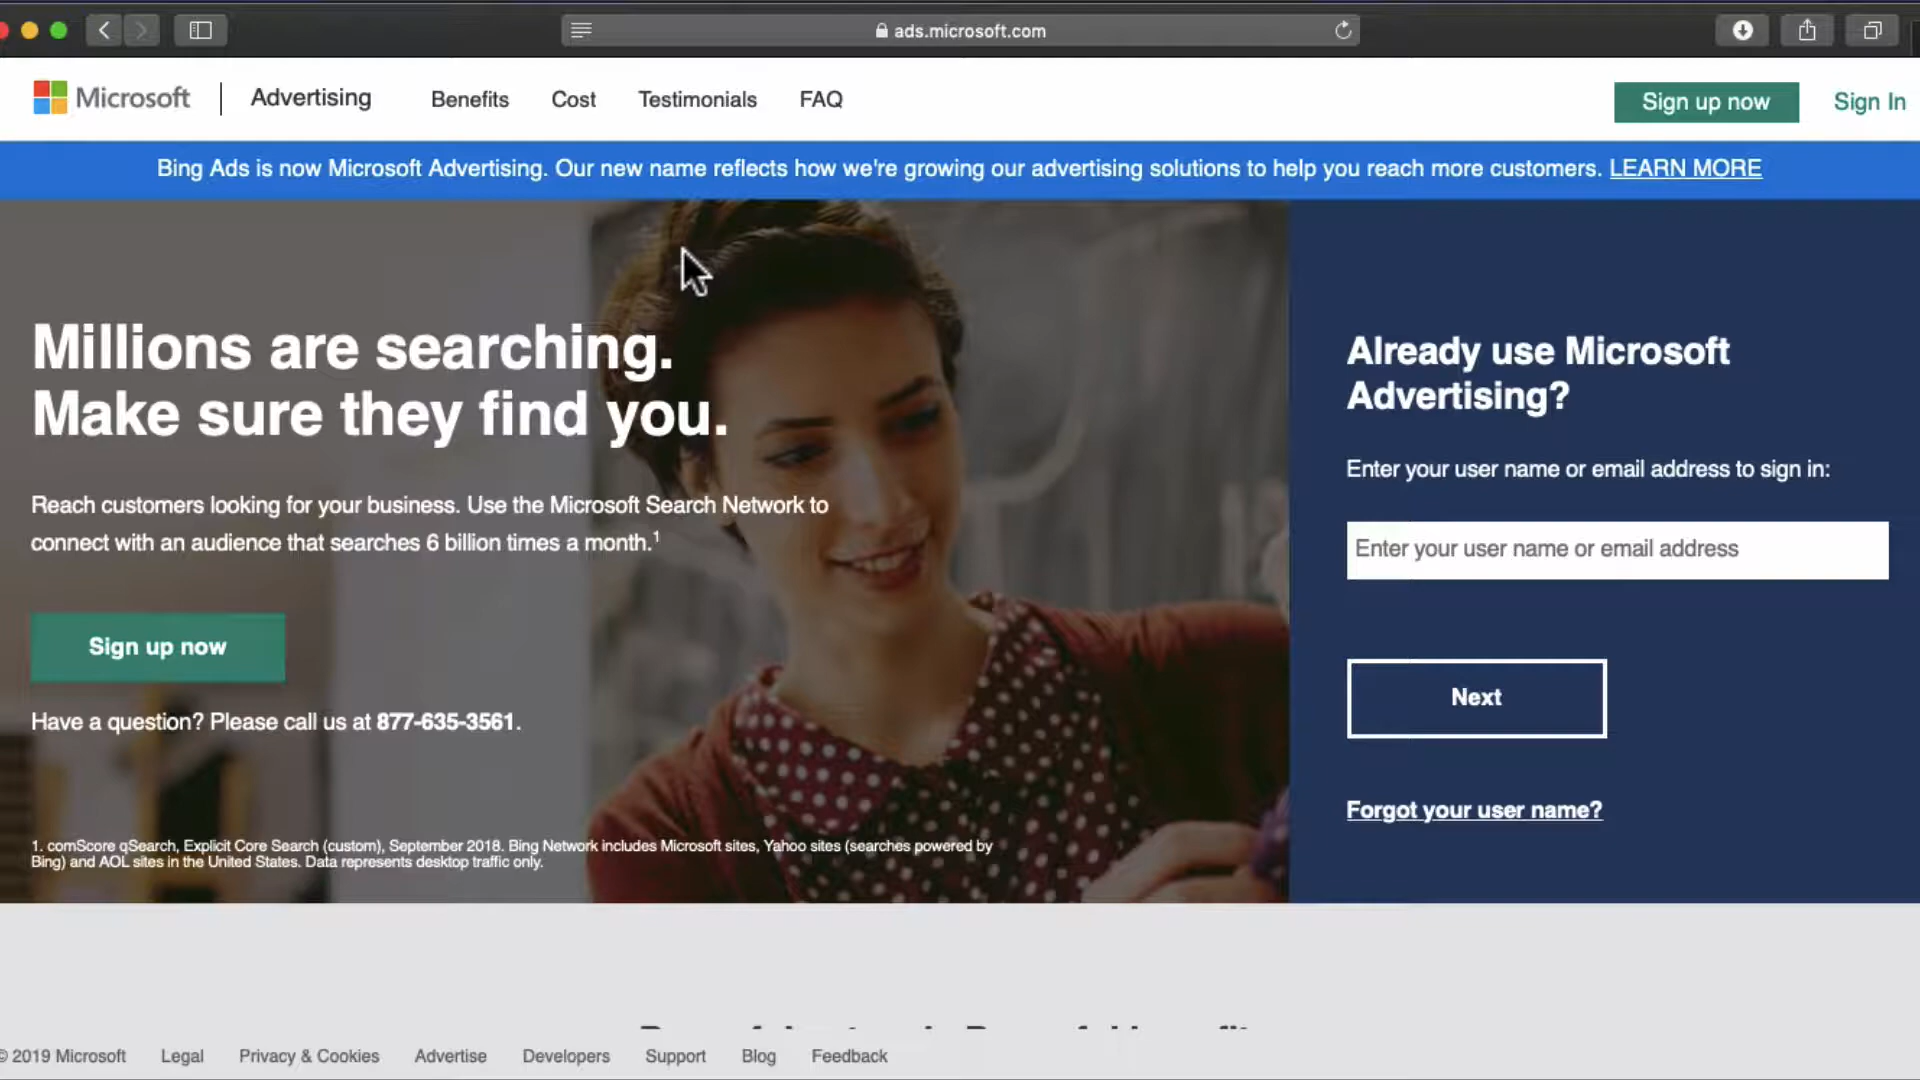 ads.microsoft.com
Microsoft
Advertising
Benefits
Cost
Testimonials
FAQ
Sign up now
Sign In
Bing Ads is now Microsoft Advertising. Our new name reflects how we're growing our advertising solutions to help you reach more customers. LEARN MORE
Millions are searching.
Make sure they find you.
Reach customers looking for your business. Use the Microsoft Search Network to
connect with an audience that searches 6 billion times a month.1
Sign up now
Have a question? Please call us at 877-635-3561.
1. comScore qSearch, Explicit Core Search (custom), September 2018. Bing Network includes Microsoft sites, Yahoo sites (searches powered by
Bing) and AOL sites in the United States. Data represents desktop traffic only.
Already use Microsoft
Advertising?
Enter your user name or email address to sign in:
Enter your user name or email address
Next
Forgot your user name?
© 2019 Microsoft
Legal
Privacy & Cookies
Advertise
Developers
Support
Blog
Feedback